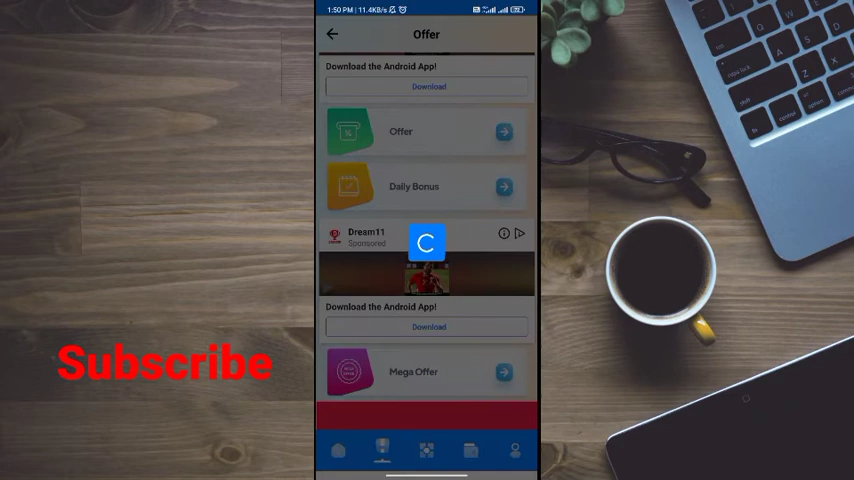 1:50 PM | 11.4KB/s
Offer
Download the Android App!
Download
Offer
Daily Bonus
Dream11
Sponsored
Download the Android App!
Download
Mega Offer
Subscribe